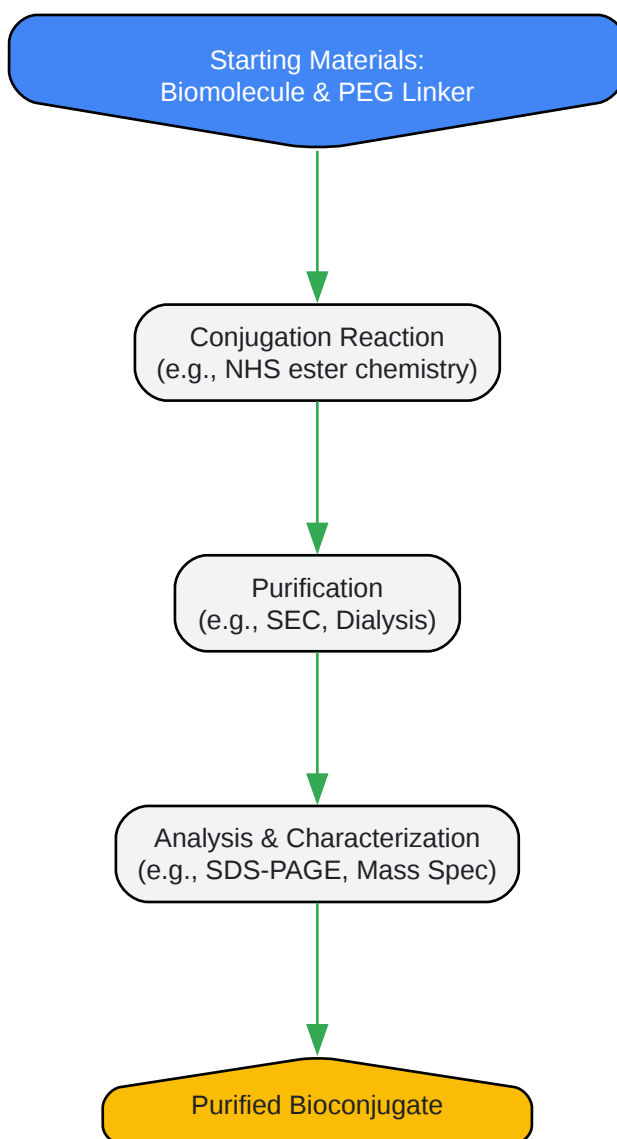 Starting Materials:
Biomolecule & PEG Linker
Conjugation Reaction
(e.g., NHS ester chemistry)
Purification
(e.g., SEC, Dialysis)
Analysis & Characterization
(e.g., SDS-PAGE, Mass Spec)
Purified Bioconjugate